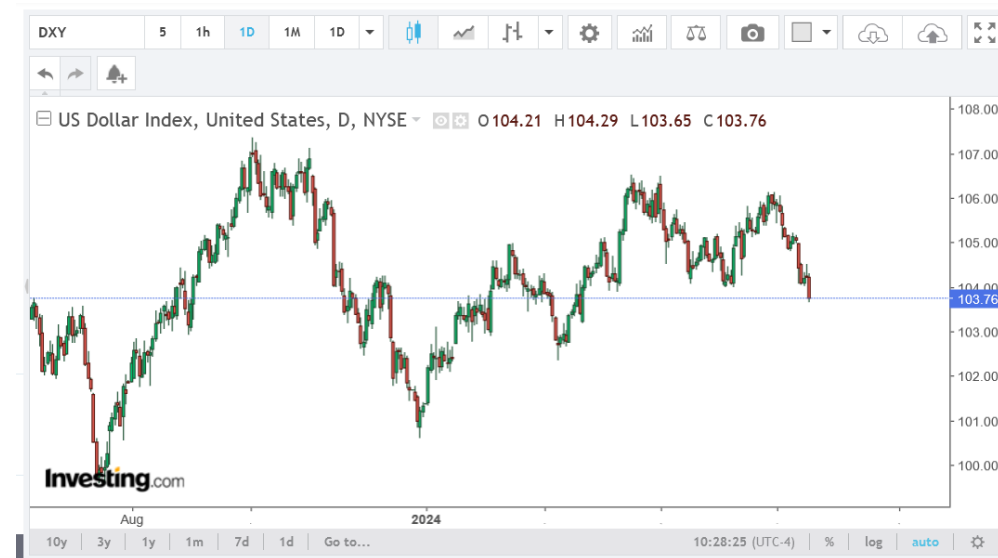 DXY 5 1h 1D 1M 1D
US Dollar Index, United States, D, NYSE O104.21 H104.29 L103.65 C103.76
108.00
107.00
106.00
105.00
104.00
103.76
103.00
102.00
101.00
100.00
Investing.com
Aug 2024
10y 3y 1y 1m 7d 1d Go to... 10:28:25 (UTC-4) % log auto